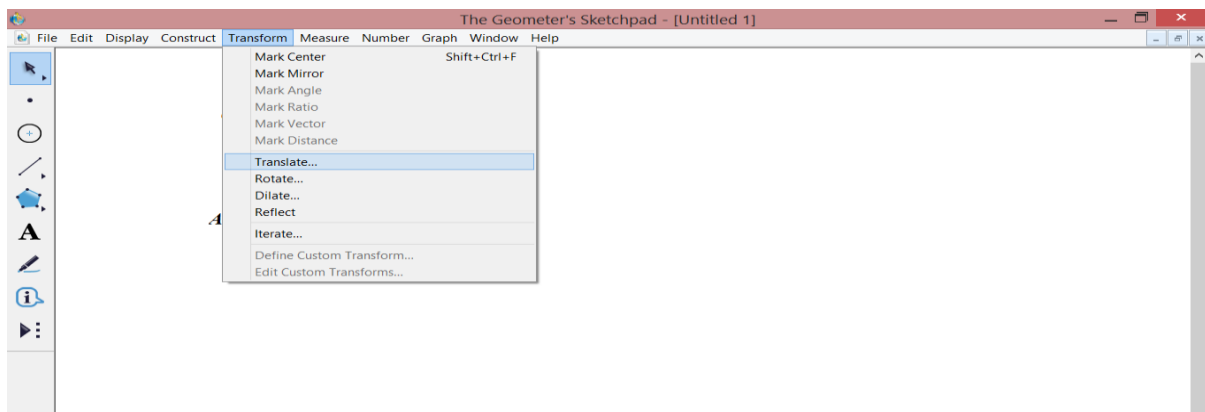 The Geometer's Sketchpad - [Untitled 1]
File Edit Display Construct Transform Measure Number Graph Window Help
Mark Center Shift+Ctrl+F
Mark Mirror
Mark Angle
Mark Ratio
Mark Vector
Mark Distance
Translate...
Rotate...
Dilate...
Reflect
Iterate...
Define Custom Transform...
Edit Custom Transforms...
A
A